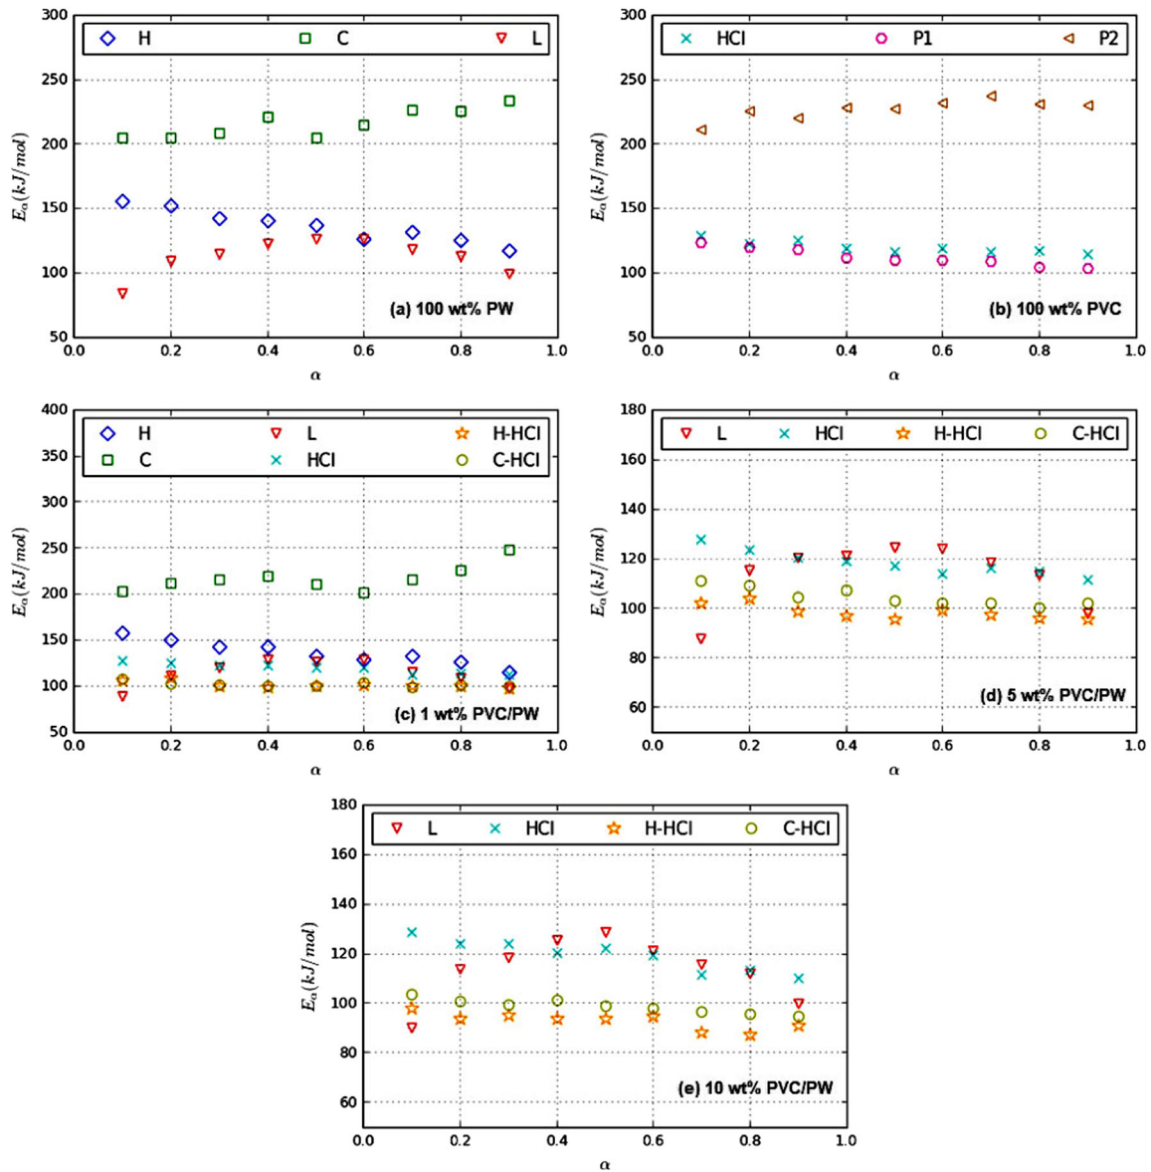 300
250
200
150
100
50
H C L
Eα(kJ/mol)
(a) 100 wt% PW
0.0 0.2 0.4 0.6 0.8 1.0
α
300
250
200
150
100
50
HCl P1 P2
Eα(kJ/mol)
(b) 100 wt% PVC
0.0 0.2 0.4 0.6 0.8 1.0
α
400
350
300
250
200
150
100
50
H L H-HCl
C HCl C-HCl
Eα(kJ/mol)
(c) 1 wt% PVC/PW
0.0 0.2 0.4 0.6 0.8 1.0
α
180
160
140
120
100
80
60
L HCl H-HCl C-HCl
Eα(kJ/mol)
(d) 5 wt% PVC/PW
0.0 0.2 0.4 0.6 0.8 1.0
α
180
160
140
120
100
80
60
L HCl H-HCl C-HCl
Eα(kJ/mol)
(e) 10 wt% PVC/PW
0.0 0.2 0.4 0.6 0.8 1.0
α